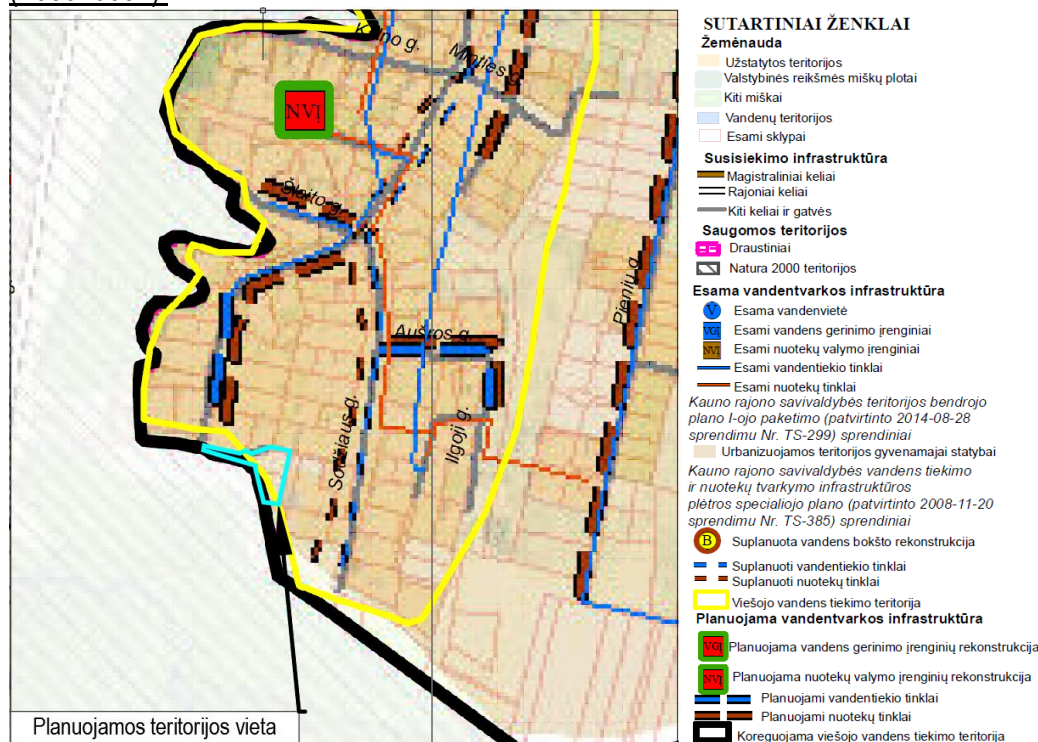 SUTARTINIAI ŽENKLAI
Žemėnauda
Užstatytos teritorijos
Valstybinės reikšmės miškų plotai
Kiti miškai
Vandenų teritorijos
Esami sklypai
Susisiekimo infrastruktūra
Magistraliniai keliai
Rajoniai keliai
Kiti keliai ir gatvės
Saugomos teritorijos
Draustiniai
Natura 2000 teritorijos
Esama vandentvarkos infrastruktūra
V Esama vandenvietė
VGĮ Esami vandens gerinimo įrenginiai
NVĮ Esami nuotekų valymo įrenginiai
Esami vandentiekio tinklai
Esami nuotekų tinklai
Kauno rajono savivaldybės teritorijos bendrojo
plano I-ojo paketimo (patvirtinto 2014-08-28
sprendimu Nr. TS-299) sprendiniai
Urbanizuojamos teritorijos gyvenamajai statybai
Kauno rajono savivaldybės vandens tiekimo
ir nuotekų tvarkymo infrastruktūros
plėtros specialiojo plano (patvirtinto 2008-11-20
sprendimu Nr. TS-385) sprendiniai
B Suplanuota vandens bokšto rekonstrukcija
Suplanuoti vandentiekio tinklai
Suplanuoti nuotekų tinklai
Viešojo vandens tiekimo teritorija
Planuojama vandentvarkos infrastruktūra
VGĮ Planuojama vandens gerinimo įrenginių rekonstrukcija
NVĮ Planuojama nuotekų valymo įrenginių rekonstrukcija
Planuojami vandentiekio tinklai
Planuojami nuotekų tinklai
Koreguojama viešojo vandens tiekimo teritorija
Minties g.
NVĮ
Šlaito g.
Pienių g.
Aušros g.
Sodžiaus g.
Ilgoji g.
Planuojamos teritorijos vieta